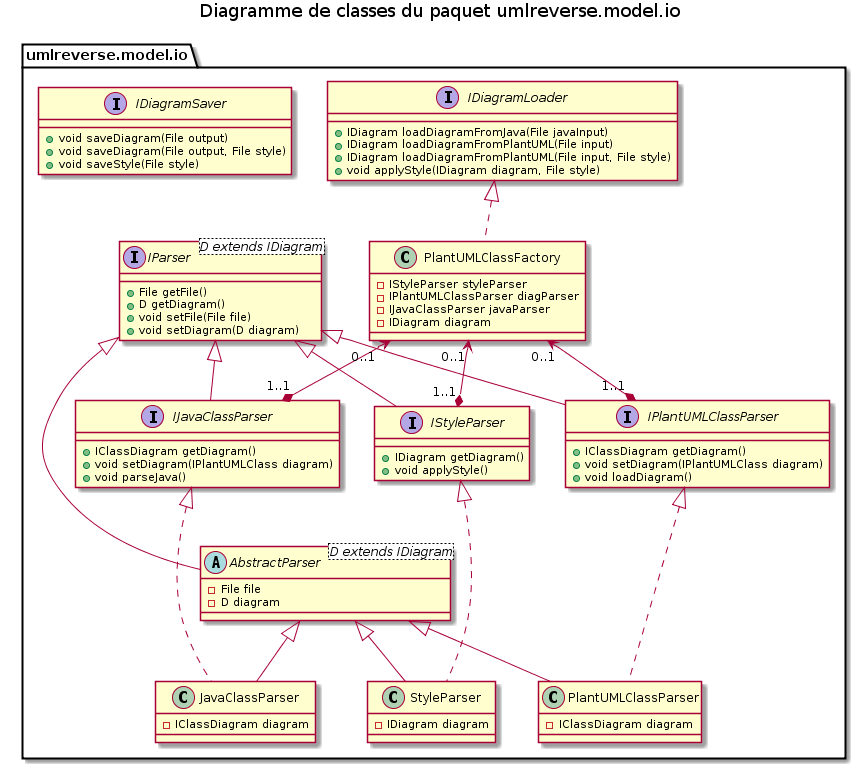 Diagramme de classes du paquet umlreverse.model.io
umlreverse.model.io
I IDiagramSaver
void saveDiagram(File output)
void saveDiagram(File output, File style)
void saveStyle(File style)
I IDiagramLoader
IDiagram loadDiagramFromJava(File javaInput)
IDiagram loadDiagramFromPlantUML(File input)
IDiagram loadDiagramFromPlantUML(File input, File style)
void applyStyle(IDiagram diagram, File style)
I IParser
D extends IDiagram
File getFile()
D getDiagram()
void setFile(File file)
void setDiagram(D diagram)
C PlantUMLClassFactory
IStyleParser styleParser
IPlantUMLClassParser diagParser
IJavaClassParser javaParser
IDiagram diagram
0..1
0..1
0..1
1..1
1..1
1..1
I IJavaClassParser
IClassDiagram getDiagram()
void setDiagram(IPlantUMLClass diagram)
void parseJava()
I IStyleParser
IDiagram getDiagram()
void applyStyle()
I IPlantUMLClassParser
IClassDiagram getDiagram()
void setDiagram(IPlantUMLClass diagram)
void loadDiagram()
A AbstractParser
D extends IDiagram
File file
D diagram
C JavaClassParser
IClassDiagram diagram
C StyleParser
IDiagram diagram
C PlantUMLClassParser
IClassDiagram diagram